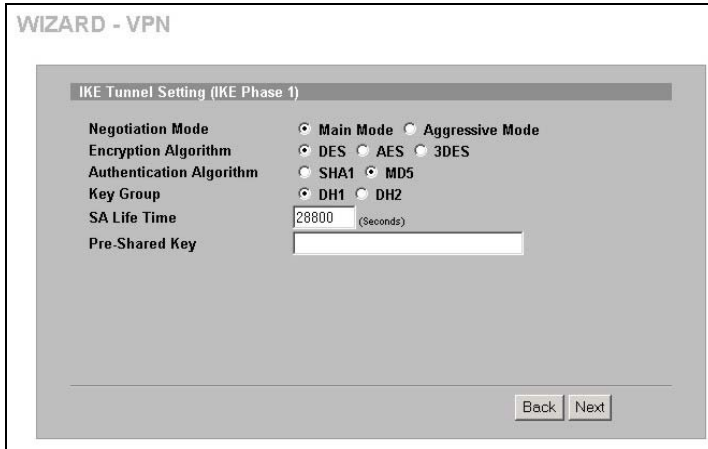 WIZARD - VPN
IKE Tunnel Setting (IKE Phase 1)
Negotiation Mode Main Mode Aggressive Mode
Encryption Algorithm DES AES 3DES
Authentication Algorithm SHA1 MD5
Key Group DH1 DH2
SA Life Time 28800 (Seconds)
Pre-Shared Key
Back Next